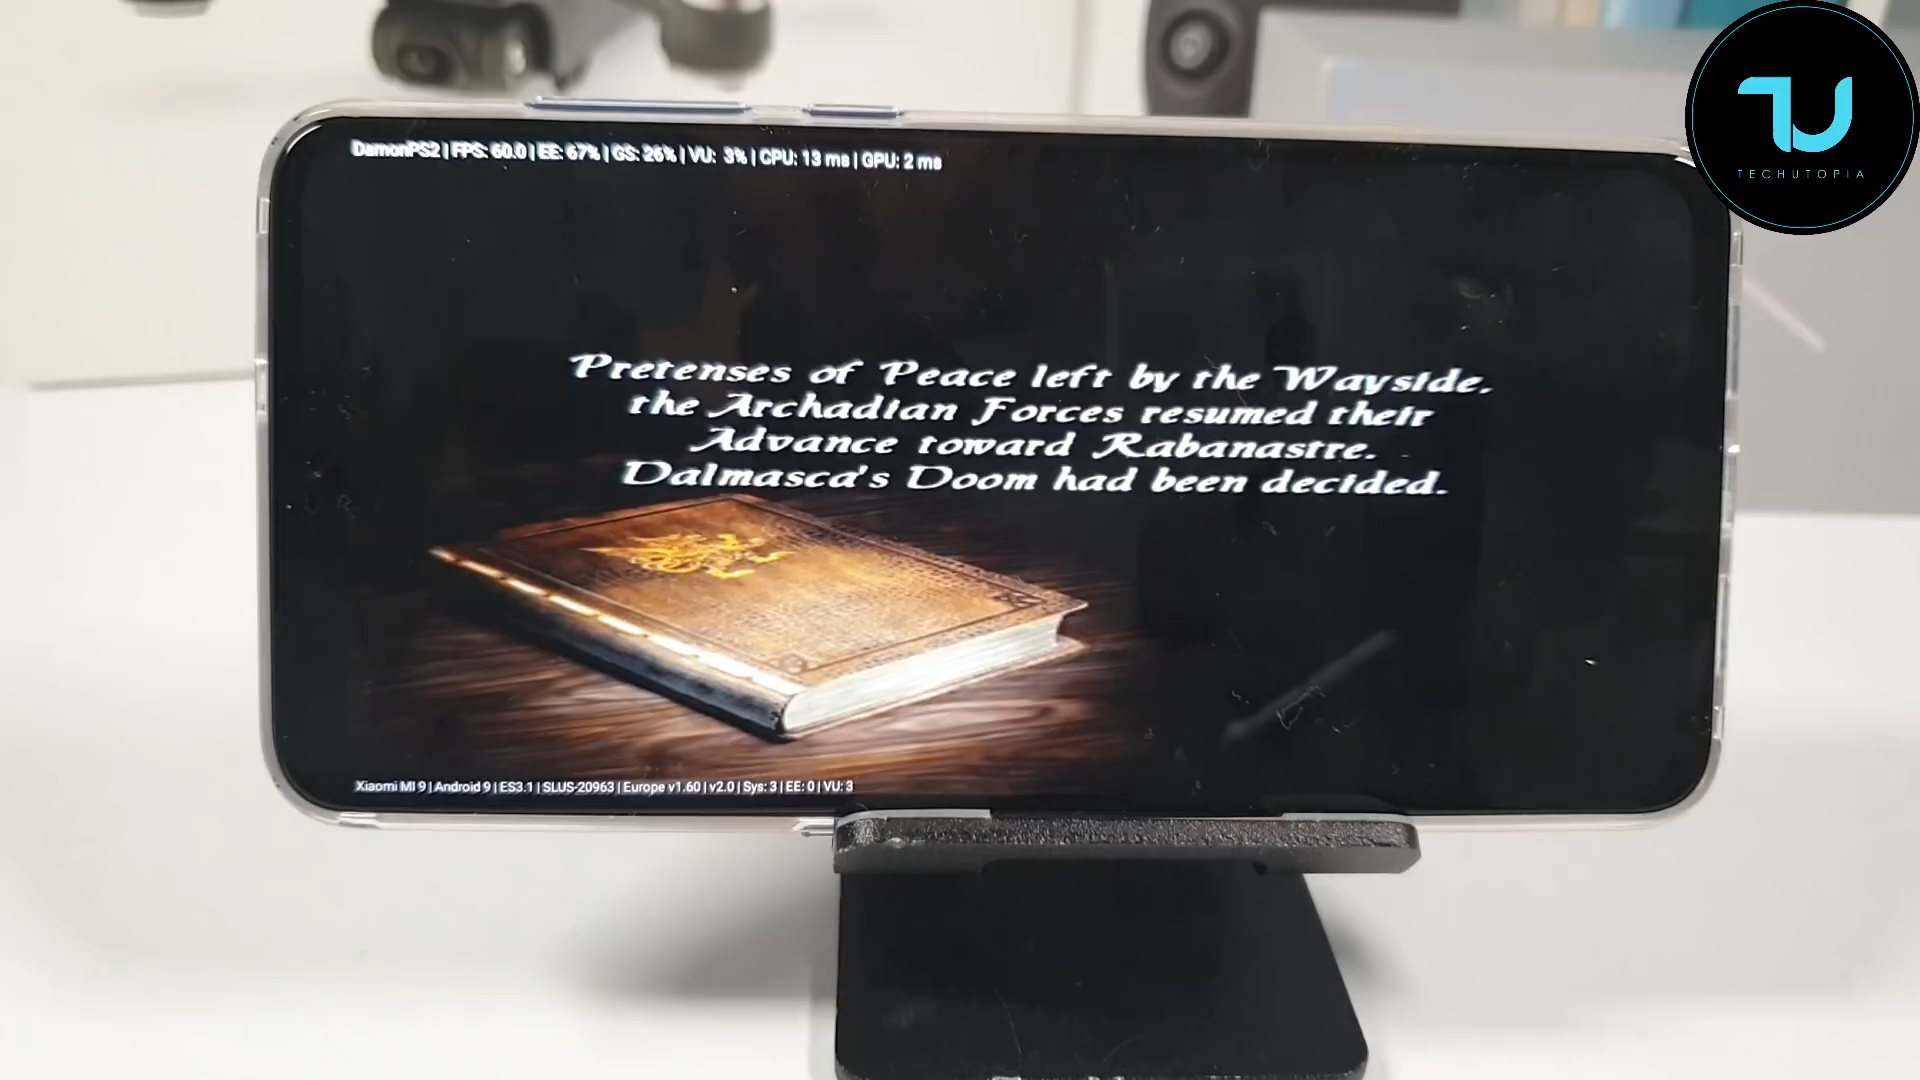 TU
TECHUTOPIA
DamonPS2 | FPS: 60.0 | EE: 67% | GS: 26% | VU: 3% | CPU: 13 ms | GPU: 2 ms
Pretenses of Peace left by the Wayside,
the Archadian Forces resumed their
Advance toward Rabanastre.
Dalmasca's Doom had been decided.
Xiaomi MI 9 | Android 9 | ES3.1 | SLUS-20963 | Europe v1.60 | v2.0 | Sys: 3 | EE: 0 | VU: 3